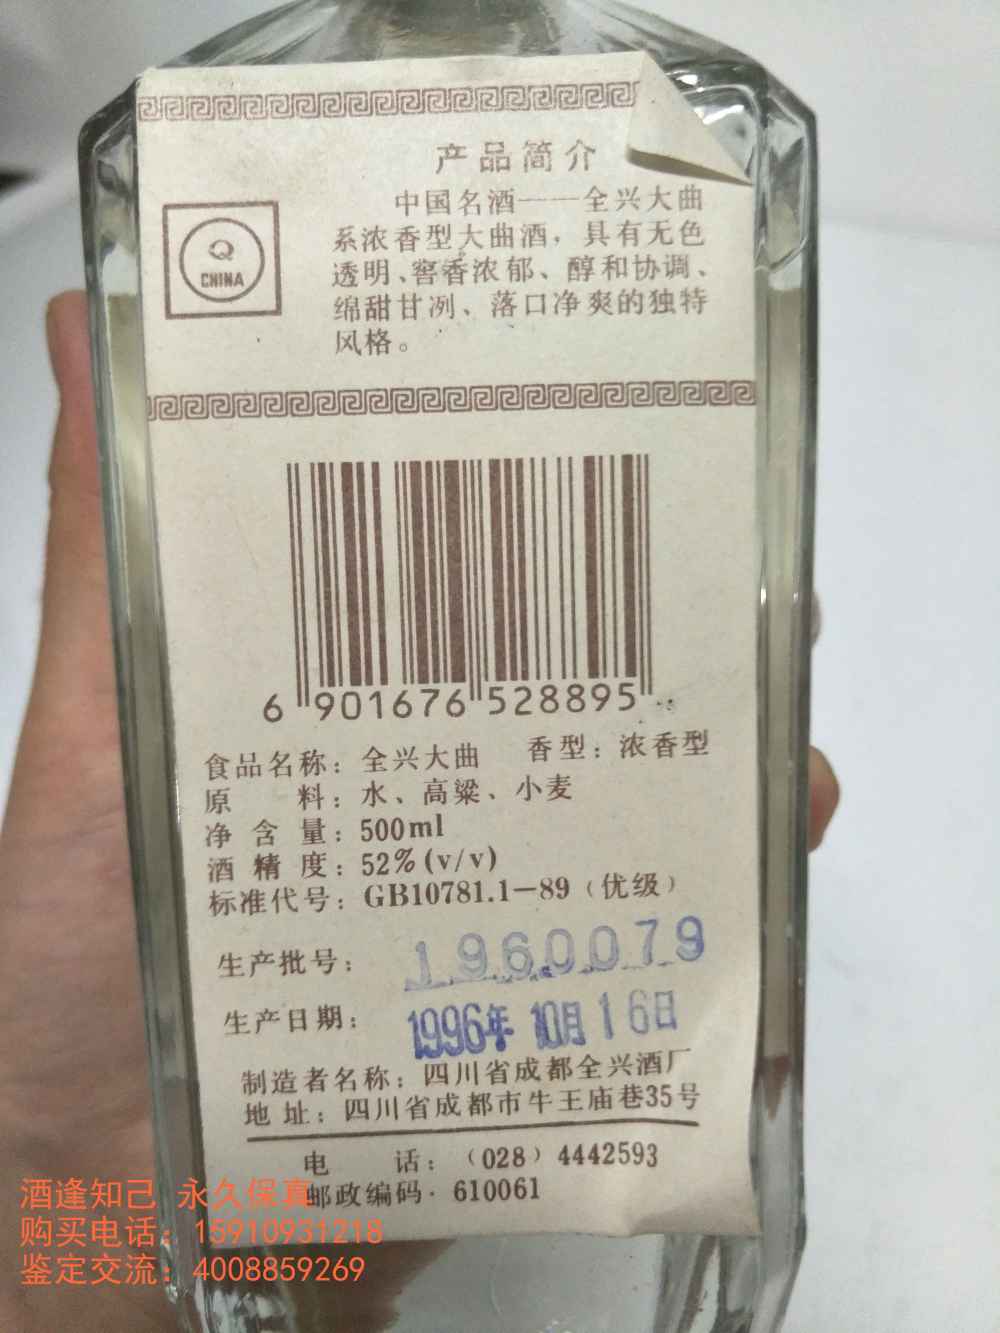 产品简介
中国名酒——全兴大曲
系浓香型大曲酒，具有无色
透明、窖香浓郁、醇和协调、
绵甜甘冽、落口净爽的独特
风格。
Q
CHINA
6 901676 528895
食品名称：全兴大曲 香型：浓香型
原 料：水、高粱、小麦
净含量：500ml
酒精度：52%(v/v)
标准代号：GB10781.1—89（优级）
生产批号：1960079
生产日期：1996年10月16日
制造者名称：四川省成都全兴酒厂
地址：四川省成都市牛王庙巷35号
电 话：（028）4442593
邮政编码·610061
酒逢知己 永久保真
购买电话：15910931218
鉴定交流：4008859269